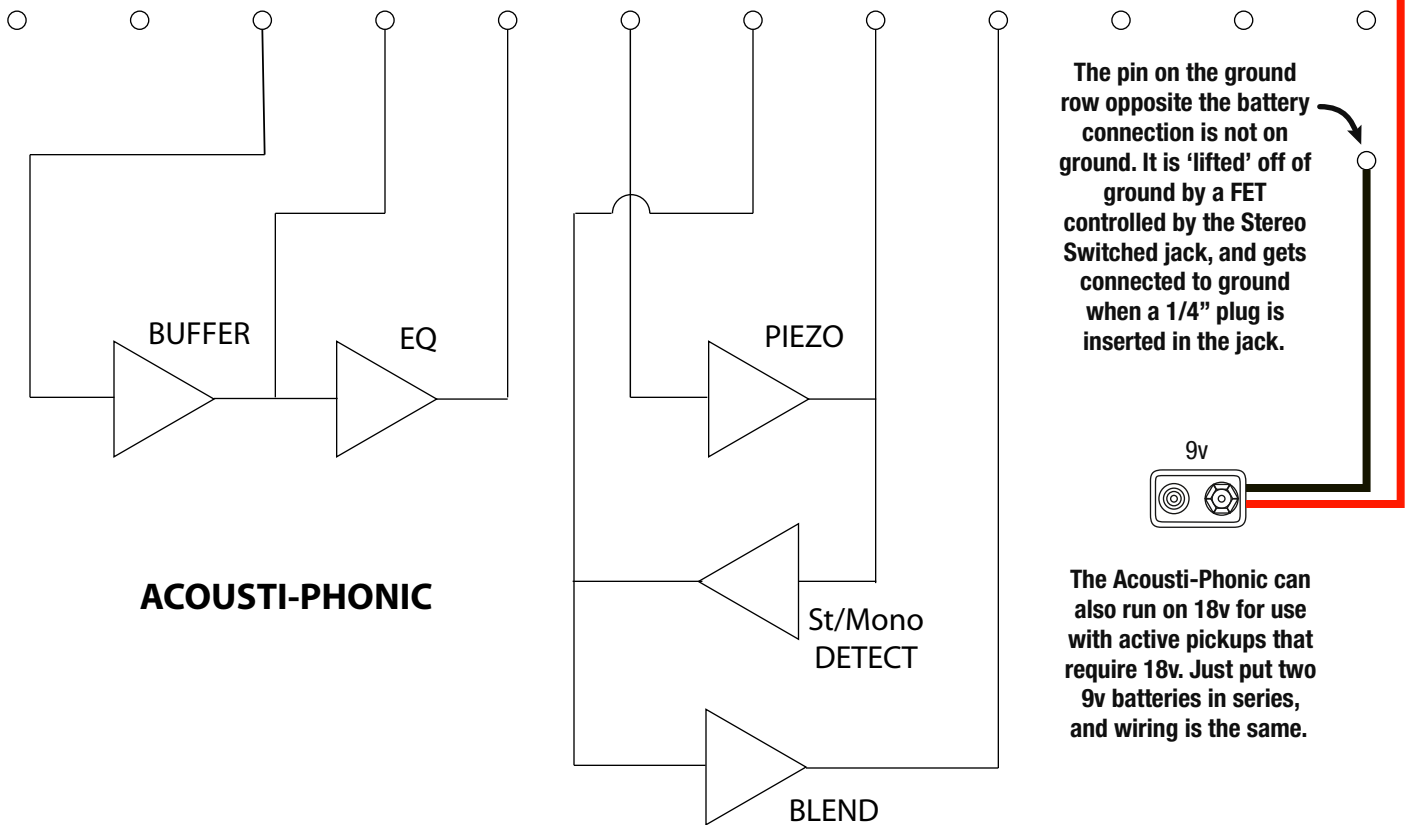 The pin on the ground
row opposite the battery
connection is not on
ground. It is ‘lifted’ off of
ground by a FET
controlled by the Stereo
Switched jack, and gets
connected to ground
when a 1/4” plug is
inserted in the jack.
BUFFER
EQ
PIEZO
9v
ACOUSTI-PHONIC
St/Mono
DETECT
The Acousti-Phonic can
also run on 18v for use
with active pickups that
require 18v. Just put two
9v batteries in series,
and wiring is the same.
BLEND